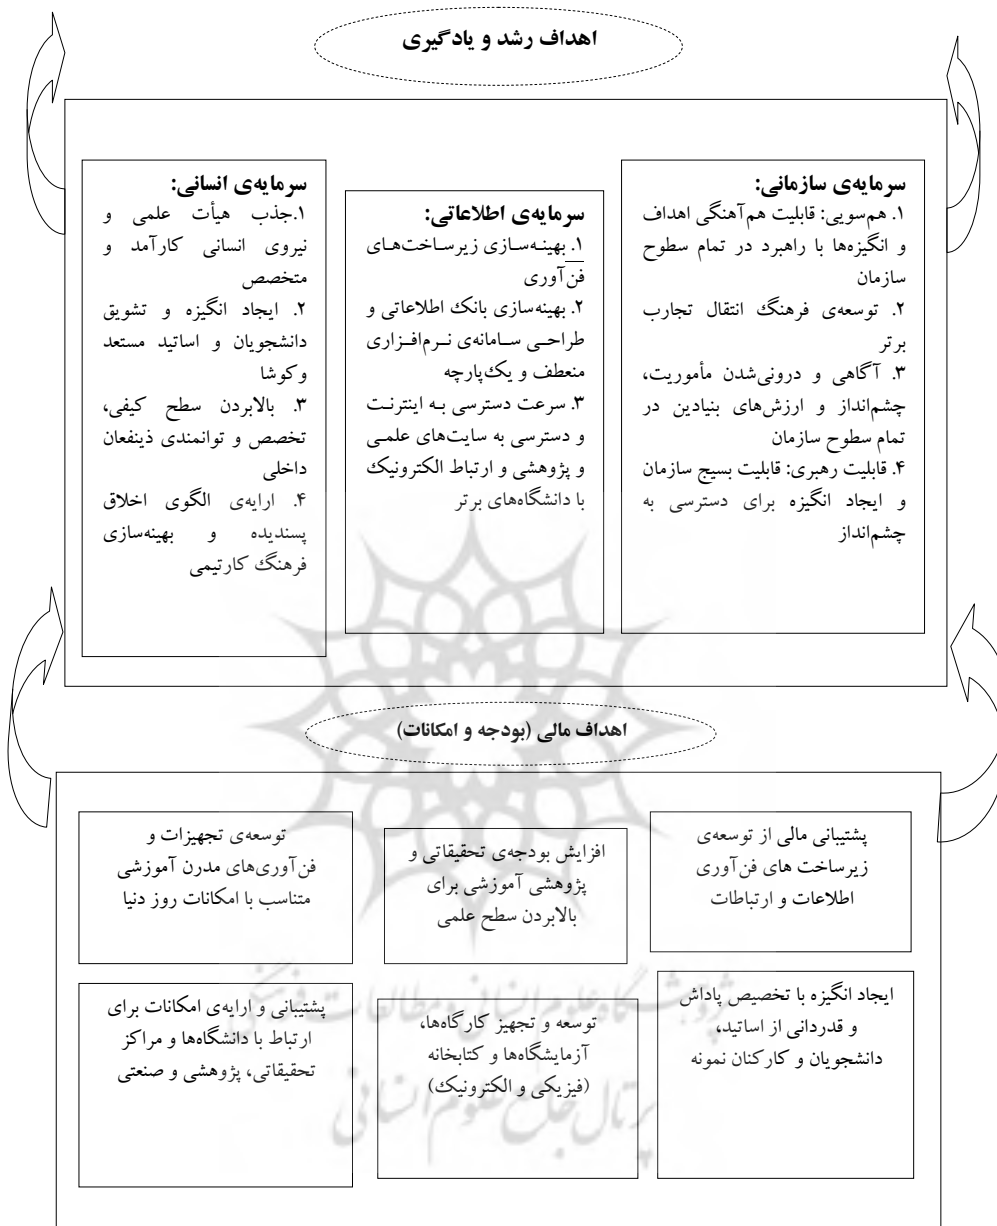 اهداف رشد و یادگیری
سرمایه‌ی سازمانی:
۱. هم‌سویی: قابلیت هم‌آهنگی اهداف
و انگیزه‌ها با راهبرد در تمام سطوح
سازمان
۲. توسعه‌ی فرهنگ انتقال تجارب
برتر
۳. آگاهی و درونی‌شدن مأموریت،
چشم‌انداز و ارزش‌های بنیادین در
تمام سطوح سازمان
۴. قابلیت رهبری: قابلیت بسیج سازمان
و ایجاد انگیزه برای دسترسی به
چشم‌انداز
سرمایه‌ی اطلاعاتی:
۱. بهینه‌سازی زیرساخت‌های
فن‌آوری
۲. بهینه‌سازی بانک اطلاعاتی و
طراحی سامانه‌ی نرم‌افزاری
منعطف و یک‌پارچه
۳. سرعت دسترسی به اینترنت
و دسترسی به سایت‌های علمی
و پژوهشی و ارتباط الکترونیک
با دانشگاه‌های برتر
سرمایه‌ی انسانی:
۱.جذب هیأت علمی و
نیروی انسانی کارآمد و
متخصص
۲. ایجاد انگیزه و تشویق
دانشجویان و اساتید مستعد
وکوشا
۳. بالابردن سطح کیفی،
تخصص و توانمندی ذینفعان
داخلی
۴. ارایه‌ی الگوی اخلاق
پسندیده و بهینه‌سازی
فرهنگ کارتیمی
اهداف مالی (بودجه و امکانات)
پشتیبانی مالی از توسعه‌ی
زیرساخت های فن‌آوری
اطلاعات و ارتباطات
افزایش بودجه‌ی تحقیقاتی و
پژوهشی آموزشی برای
بالابردن سطح علمی
توسعه‌ی تجهیزات و
فن‌آوری‌های مدرن آموزشی
متناسب با امکانات روز دنیا
ایجاد انگیزه با تخصیص پاداش
و قدردانی از اساتید،
دانشجویان و کارکنان نمونه
توسعه و تجهیز کارگاه‌ها،
آزمایشگاه‌ها و کتابخانه
(فیزیکی و الکترونیک)
پشتیبانی و ارایه‌ی امکانات برای
ارتباط با دانشگاه‌ها و مراکز
تحقیقاتی، پژوهشی و صنعتی
پژوهشگاه علوم انسانی و مطالعات فرهنگی
پرتال جامع علوم انسانی